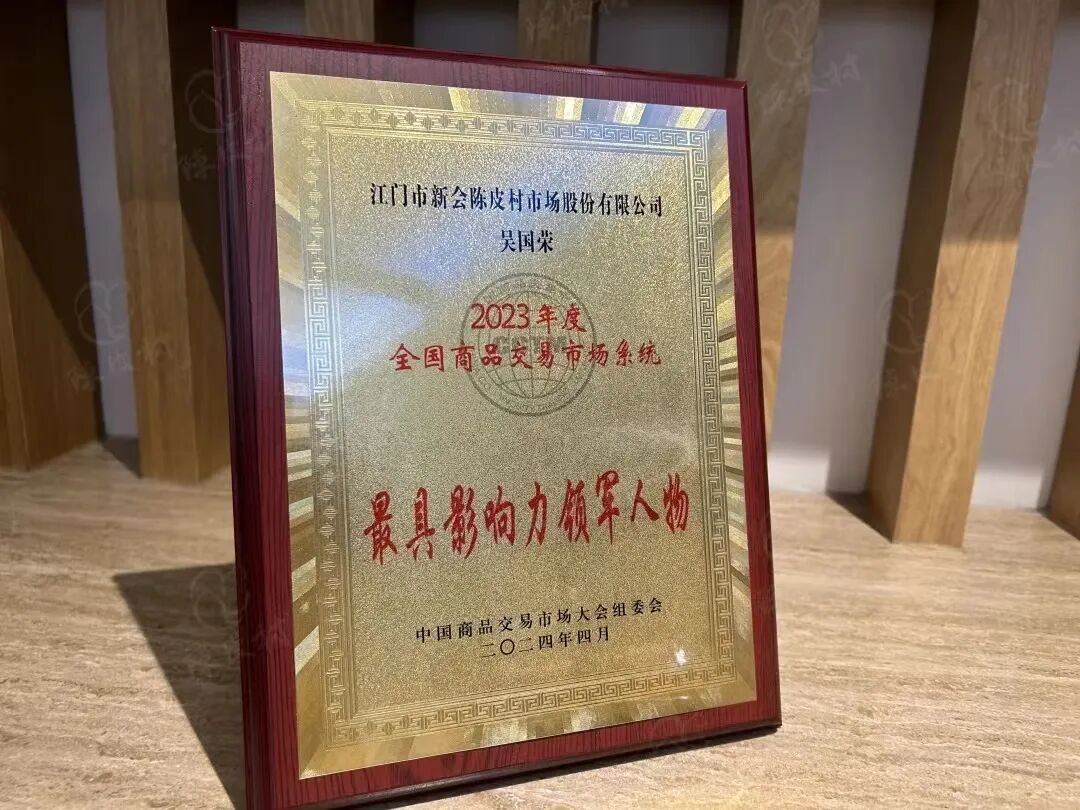 江门市新会陈皮村市场股份有限公司
吴国荣
2023年度
全国商品交易市场系统
最具影响力领军人物
中国商品交易市场大会组委会
二〇二四年四月